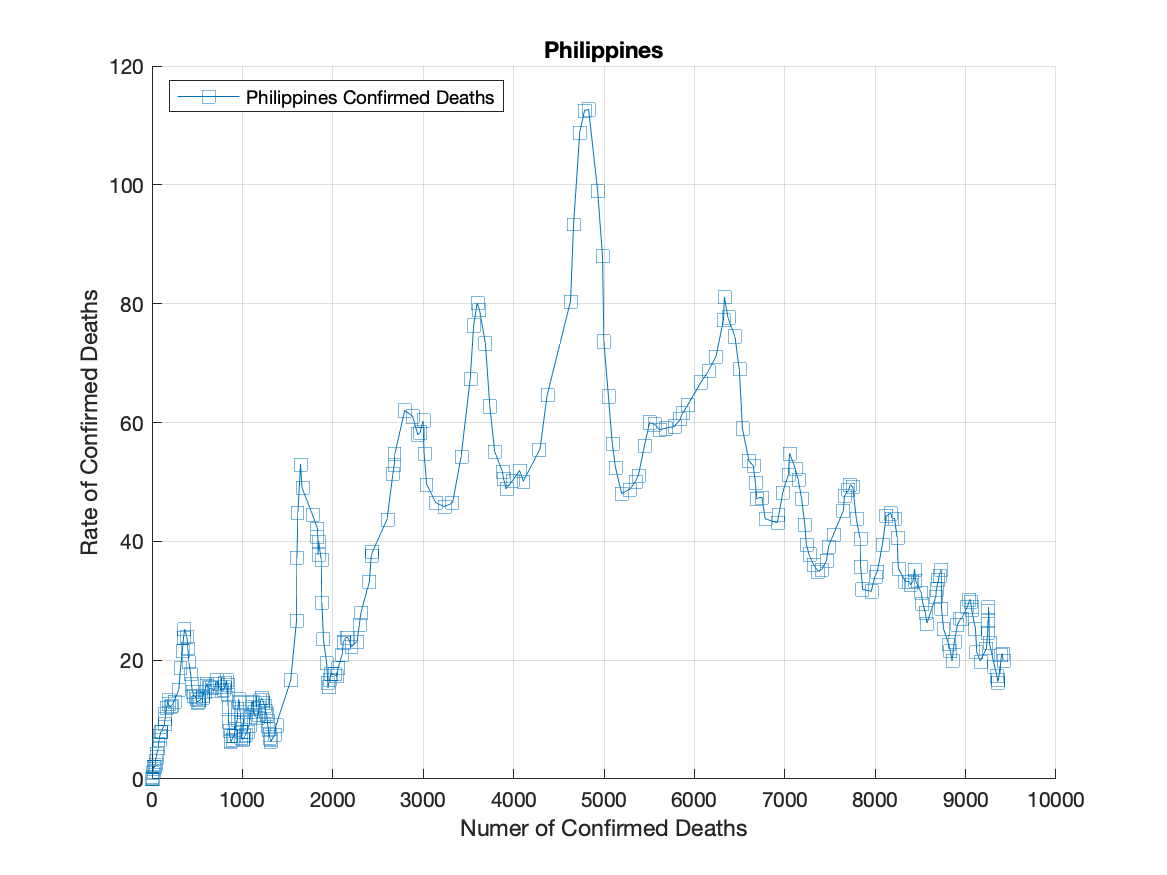 Philippines
Philippines Confirmed Deaths
120
100
80
60
40
20
0
Rate of Confirmed Deaths
0 1000 2000 3000 4000 5000 6000 7000 8000 9000 10000
Numer of Confirmed Deaths